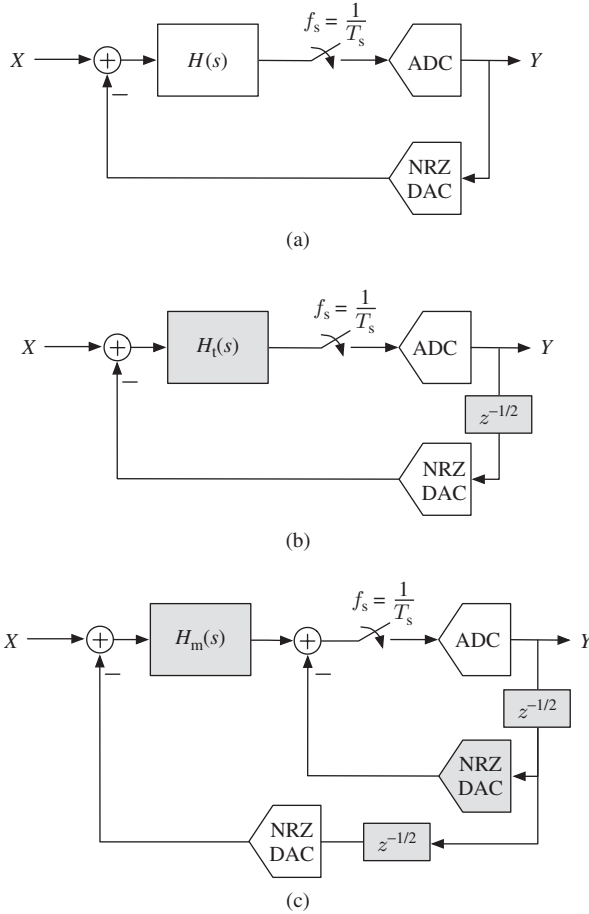 f_s = 1/T_s
X + H(s) ADC Y
−
NRZ
DAC
(a)
f_s = 1/T_s
X + H_t(s) ADC Y
−
z^{-1/2}
NRZ
DAC
(b)
f_s = 1/T_s
X + H_m(s) + ADC Y
− −
z^{-1/2}
NRZ
DAC
NRZ
DAC z^{-1/2}
(c)